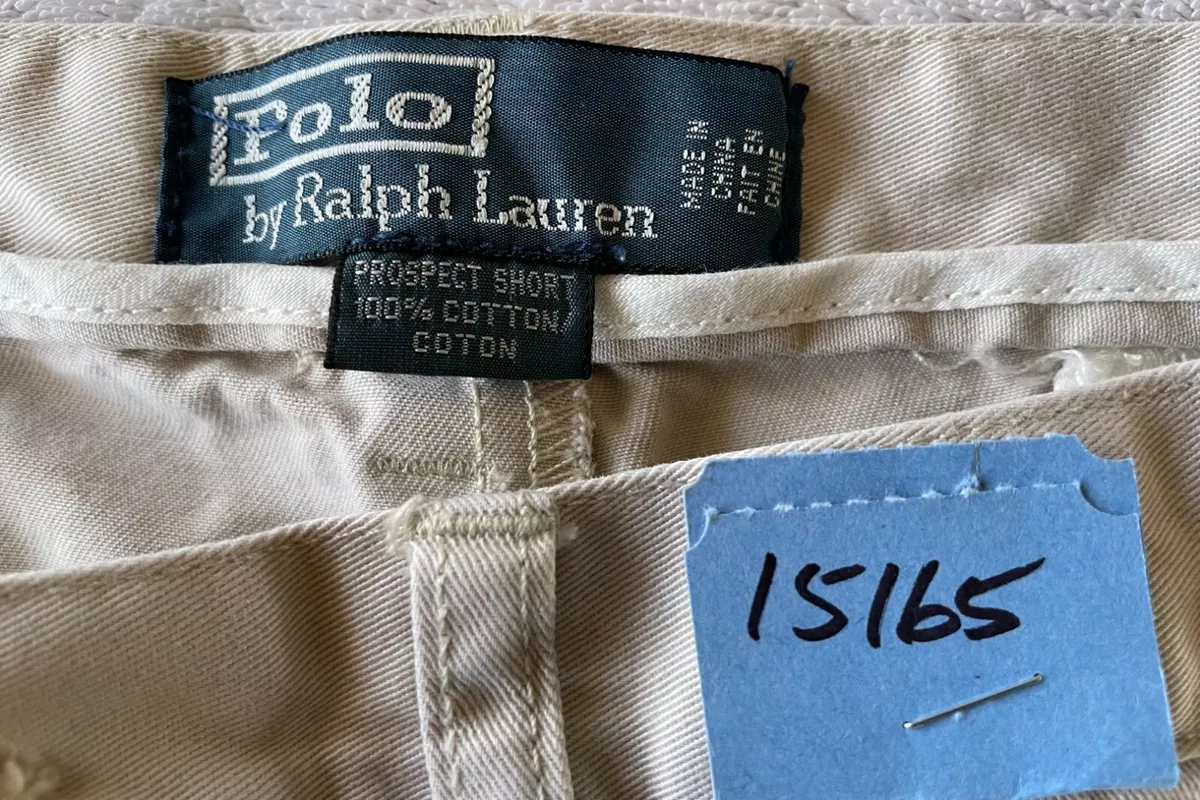 Polo
by Ralph Lauren
MADE IN
CHINA
FAIT EN
CHINE
PROSPECT SHORT
100% COTTON/
COTON
15165